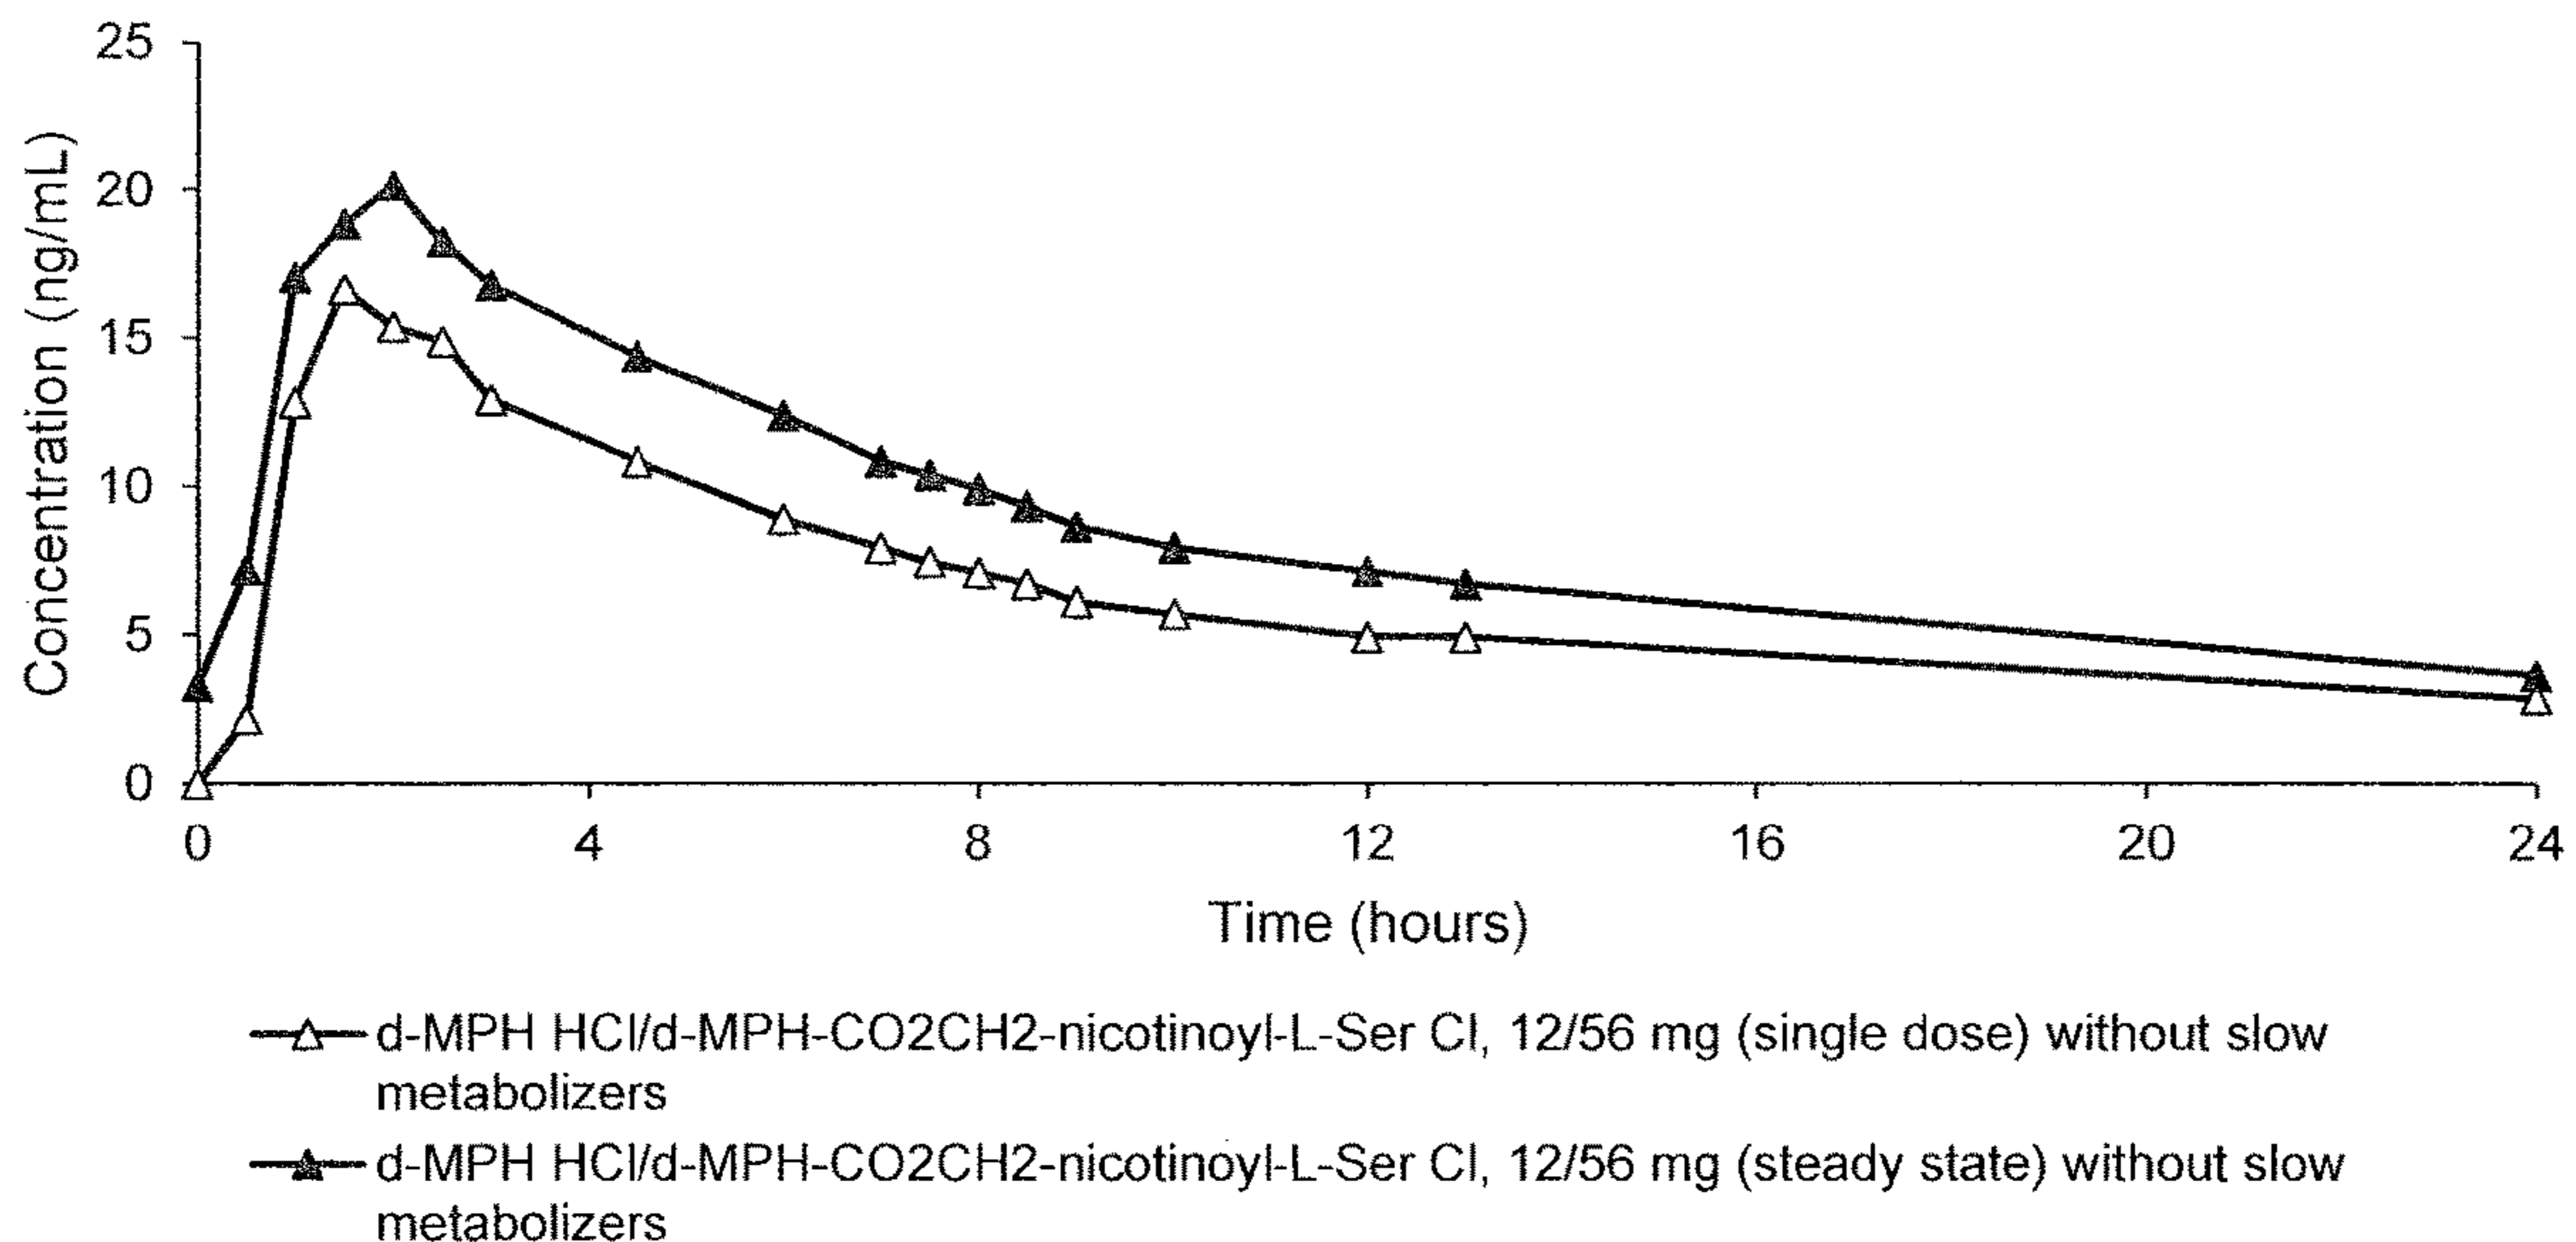 25
20
15
10
5
0
Concentration (ng/mL)
0 4 8 12 16 20 24
Time (hours)
d-MPH HCl/d-MPH-CO2CH2-nicotinoyl-L-Ser Cl, 12/56 mg (single dose) without slow
metabolizers
d-MPH HCl/d-MPH-CO2CH2-nicotinoyl-L-Ser Cl, 12/56 mg (steady state) without slow
metabolizers